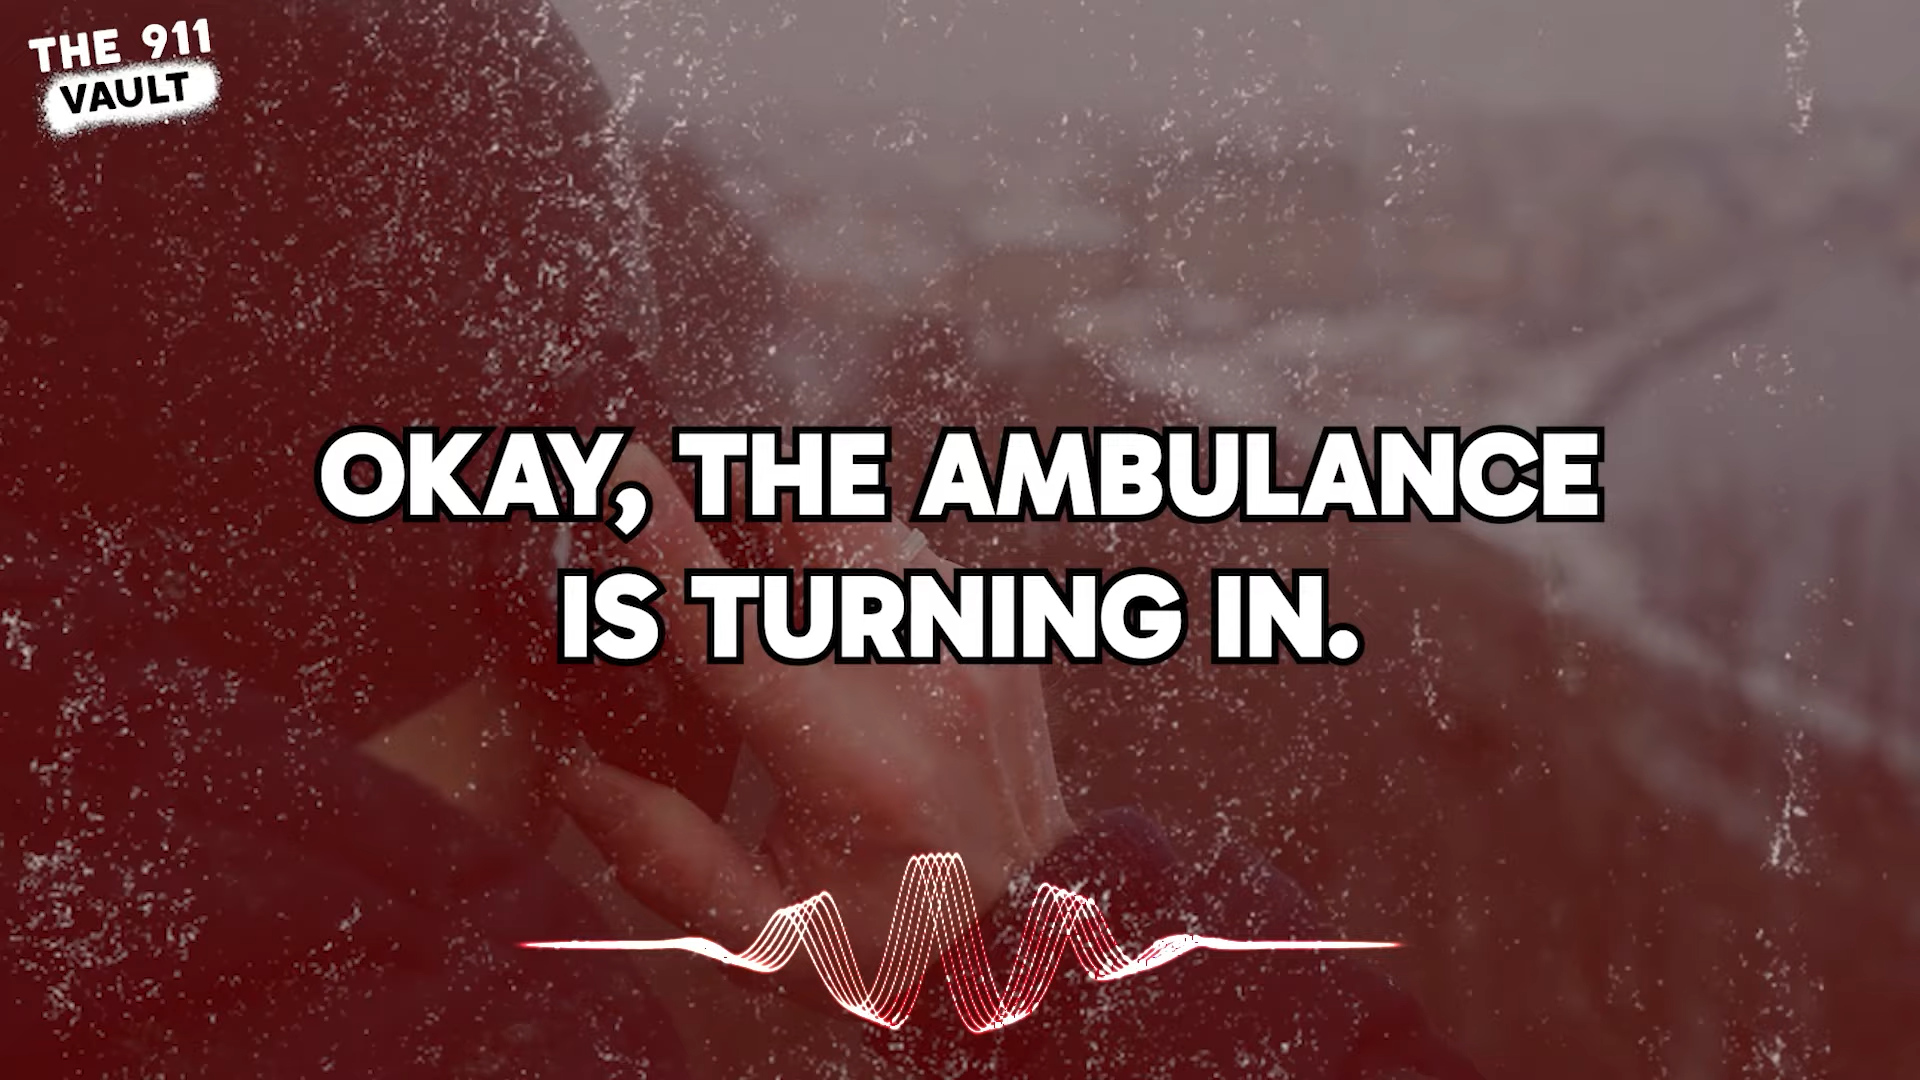 THE 911
VAULT
OKAY, THE AMBULANCE
IS TURNING IN.